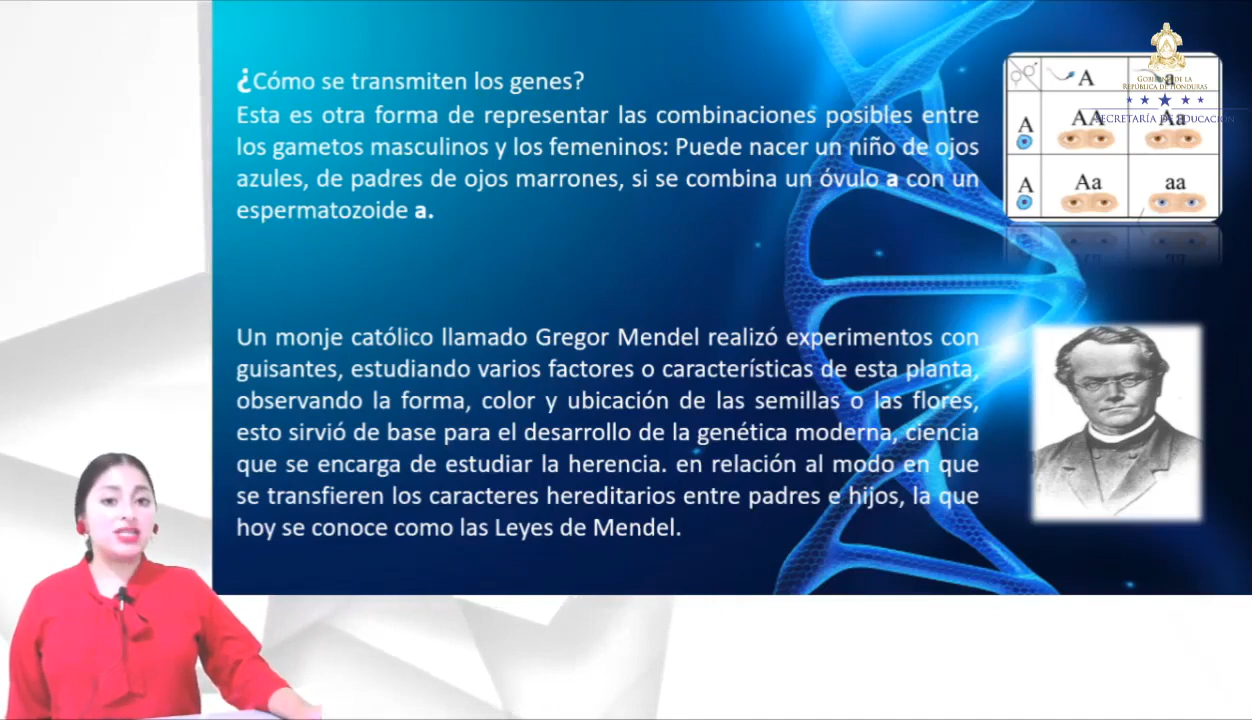 ¿Cómo se transmiten los genes?
Esta es otra forma de representar las combinaciones posibles entre
los gametos masculinos y los femeninos: Puede nacer un niño de ojos
azules, de padres de ojos marrones, si se combina un óvulo a con un
espermatozoide a.
A a
A AA Aa
A Aa aa
GOBIERNO DE LA
REPÚBLICA DE HONDURAS
SECRETARÍA DE EDUCACIÓN
Un monje católico llamado Gregor Mendel realizó experimentos con
guisantes, estudiando varios factores o características de esta planta,
observando la forma, color y ubicación de las semillas o las flores,
esto sirvió de base para el desarrollo de la genética moderna, ciencia
que se encarga de estudiar la herencia. en relación al modo en que
se transfieren los caracteres hereditarios entre padres e hijos, la que
hoy se conoce como las Leyes de Mendel.